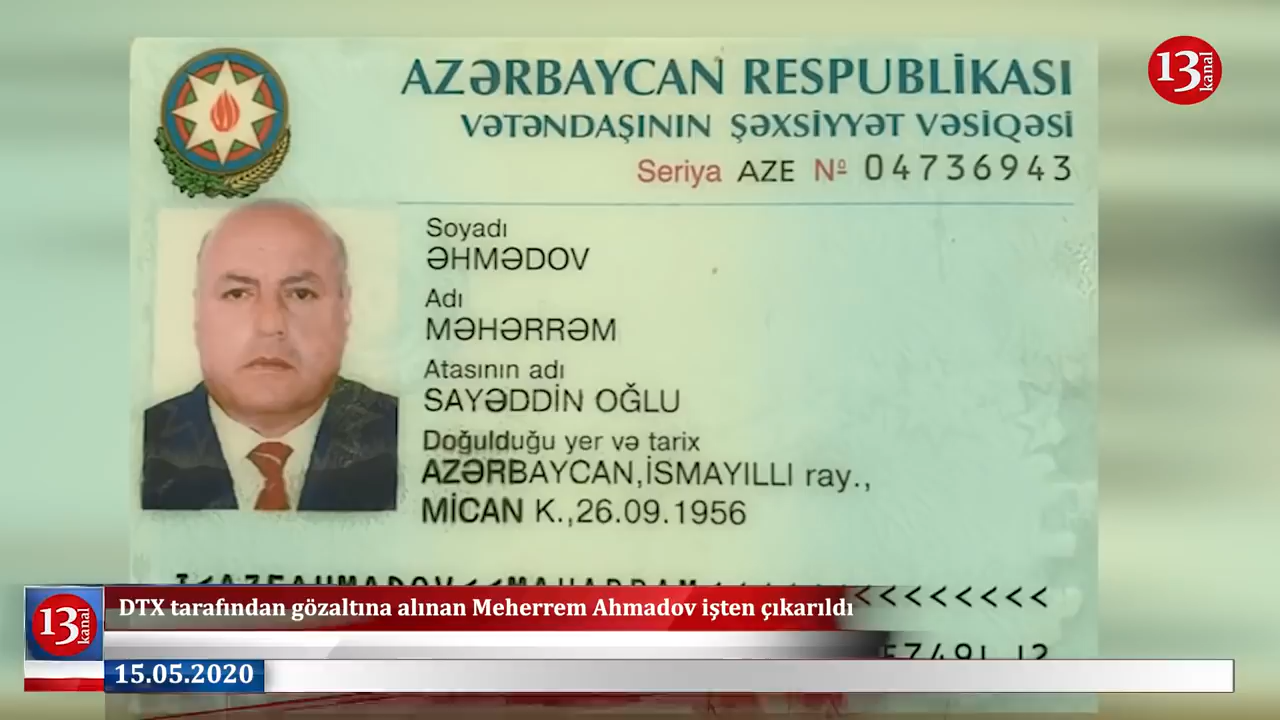 AZƏRBAYCAN RESPUBLİKASI
VƏTƏNDAŞININ ŞƏXSİYYƏT VƏSİQƏSİ
Seriya AZE № 04736943
13 kanal
Soyadı
ƏHMƏDOV
Adı
MƏHƏRRƏM
Atasının adı
SAYƏDDİN OĞLU
Doğulduğu yer və tarix
AZƏRBAYCAN,İSMAYILLI ray.,
MİCAN K.,26.09.1956
I<AZEAHMADOV<<MAHARRAM<<<<<<<<<<<<<<
13 kanal
DTX tarafından gözaltına alınan Meherrem Ahmadov işten çıkarıldı
15.05.2020